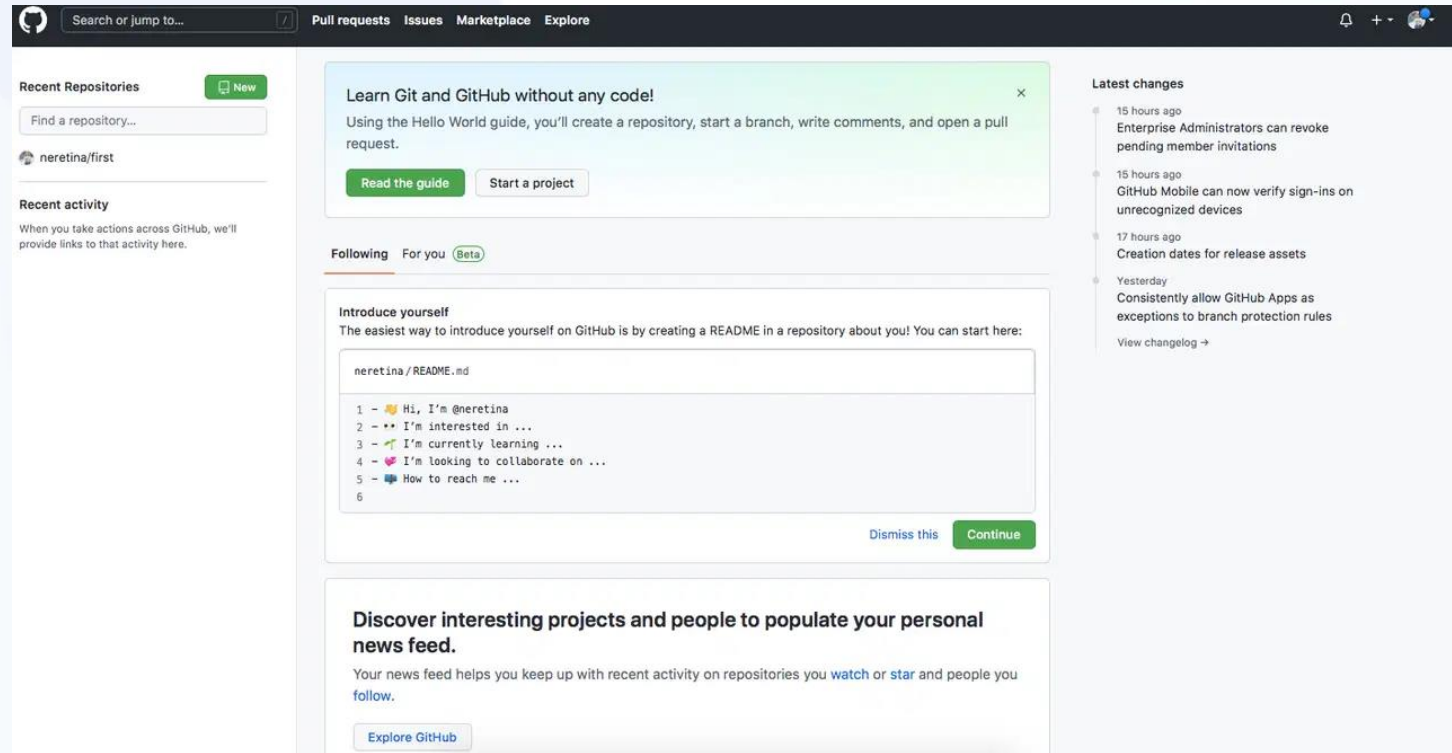 Search or jump to... /
Pull requests Issues Marketplace Explore
Recent Repositories
New
Find a repository...
neretina/first
Recent activity
When you take actions across GitHub, we'll
provide links to that activity here.
Learn Git and GitHub without any code!
Using the Hello World guide, you'll create a repository, start a branch, write comments, and open a pull
request.
Read the guide
Start a project
Following For you Beta
Introduce yourself
The easiest way to introduce yourself on GitHub is by creating a README in a repository about you! You can start here:
neretina/README.md
1 - 👋 Hi, I'm @neretina
2 - 👀 I'm interested in ...
3 - 🌱 I'm currently learning ...
4 - 💞️ I'm looking to collaborate on ...
5 - 📫 How to reach me ...
6
Dismiss this
Continue
Discover interesting projects and people to populate your personal
news feed.
Your news feed helps you keep up with recent activity on repositories you watch or star and people you
follow.
Explore GitHub
Latest changes
15 hours ago
Enterprise Administrators can revoke
pending member invitations
15 hours ago
GitHub Mobile can now verify sign-ins on
unrecognized devices
17 hours ago
Creation dates for release assets
Yesterday
Consistently allow GitHub Apps as
exceptions to branch protection rules
View changelog →